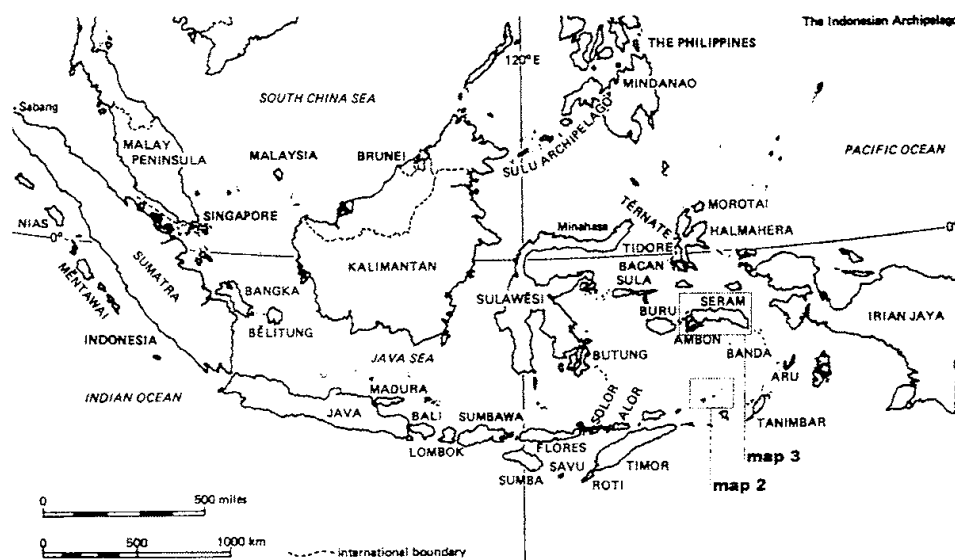 The Indonesian Archipelago
THE PHILIPPINES
120°E
MINDANAO
SOUTH CHINA SEA
Sabang
MALAY
PENINSULA
MALAYSIA
BRUNEI
SULU ARCHIPELAGO
PACIFIC OCEAN
NIAS
SINGAPORE
TERNATE
MOROTAI
0°
Minahasa
HALMAHERA
0°
TIDORE
MENTAWAI
SUMATRA
KALIMANTAN
BACAN
BANGKA
SULAWESI
SULA
SERAM
BURU
IRIAN JAYA
BELITUNG
INDONESIA
AMBON
JAVA SEA
BUTUNG
BANDA
ARU
INDIAN OCEAN
MADURA
JAVA
BALI
SUMBAWA
SOLOR
ALOR
TANIMBAR
LOMBOK
FLORES
SAVU
TIMOR
map 3
SUMBA
ROTI
map 2
0
500 miles
0
1000 km
international boundary